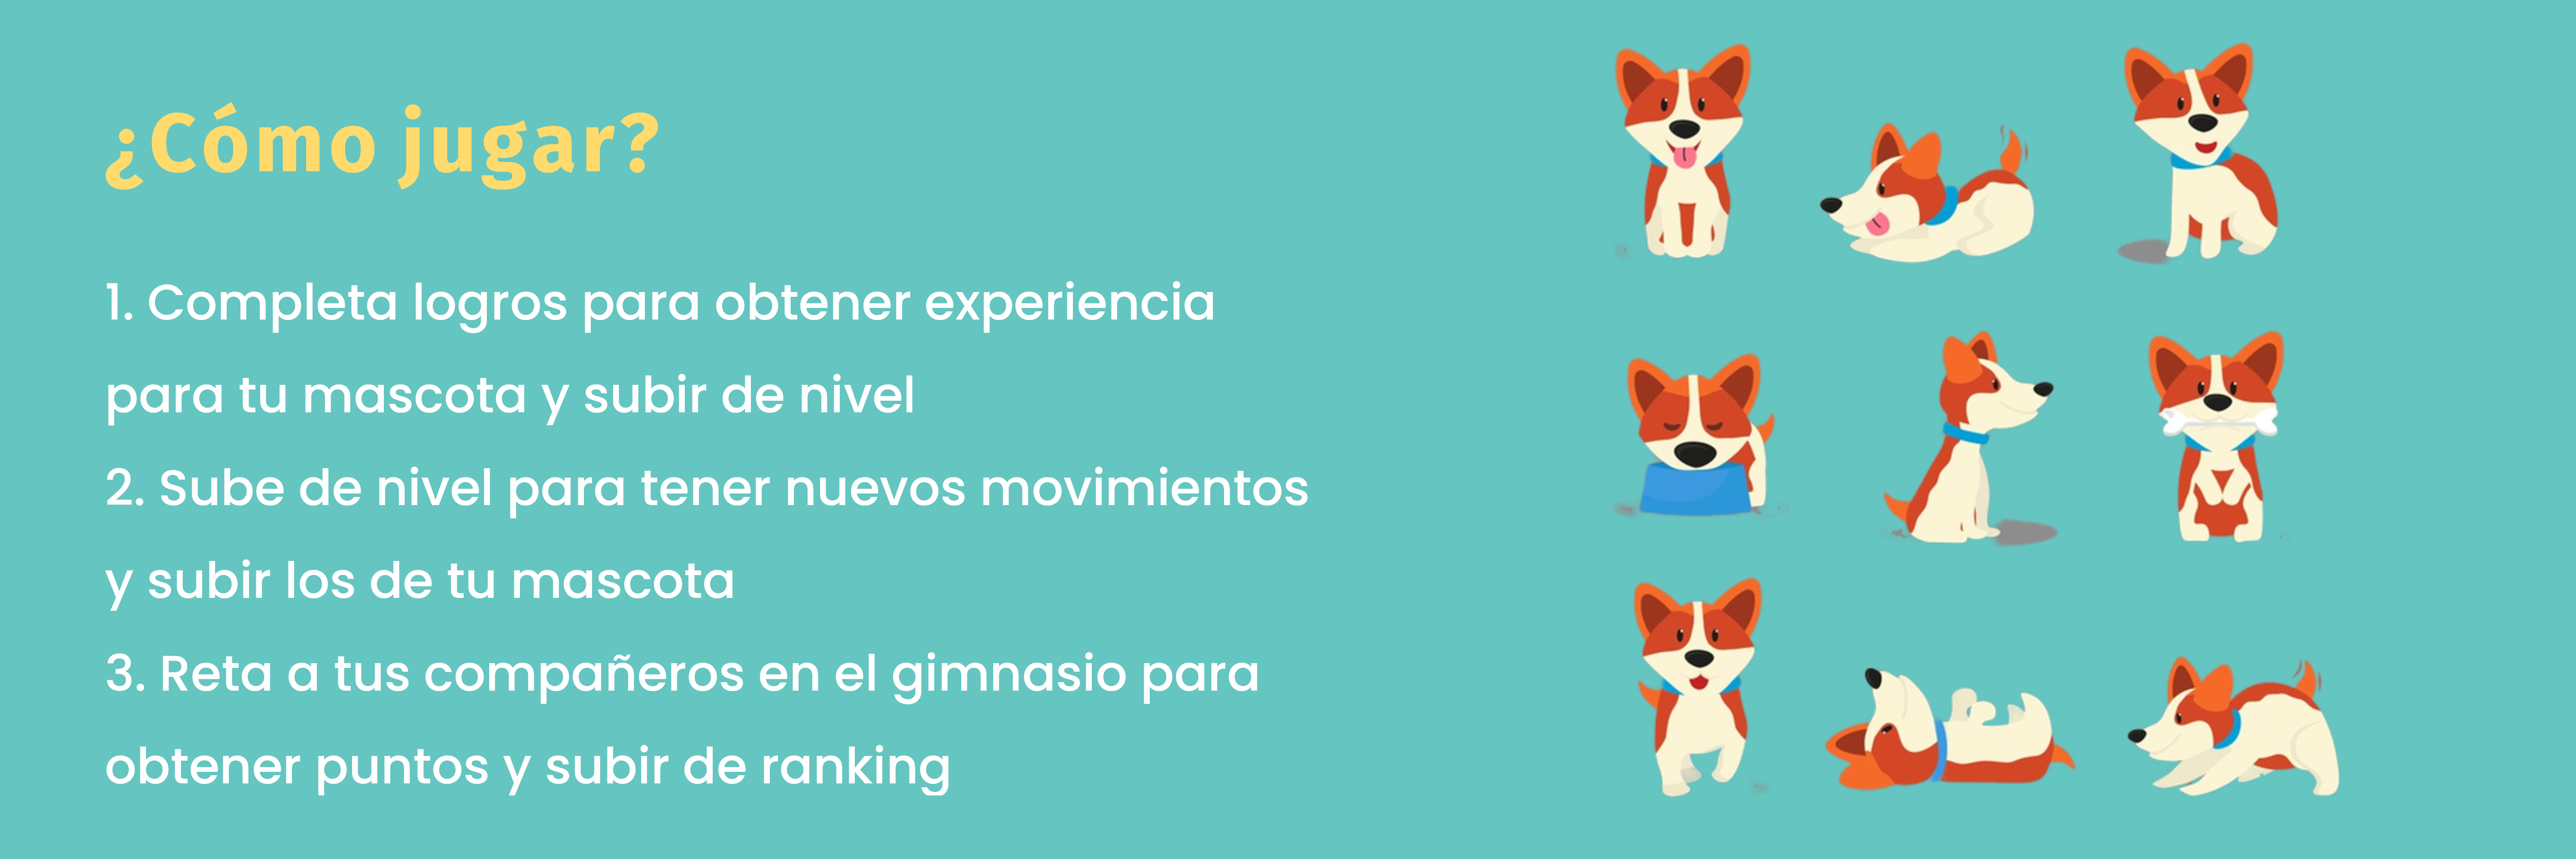 ¿Cómo jugar?
1. Completa logros para obtener experiencia
para tu mascota y subir de nivel
2. Sube de nivel para tener nuevos movimientos
y subir los de tu mascota
3. Reta a tus compañeros en el gimnasio para
obtener puntos y subir de ranking